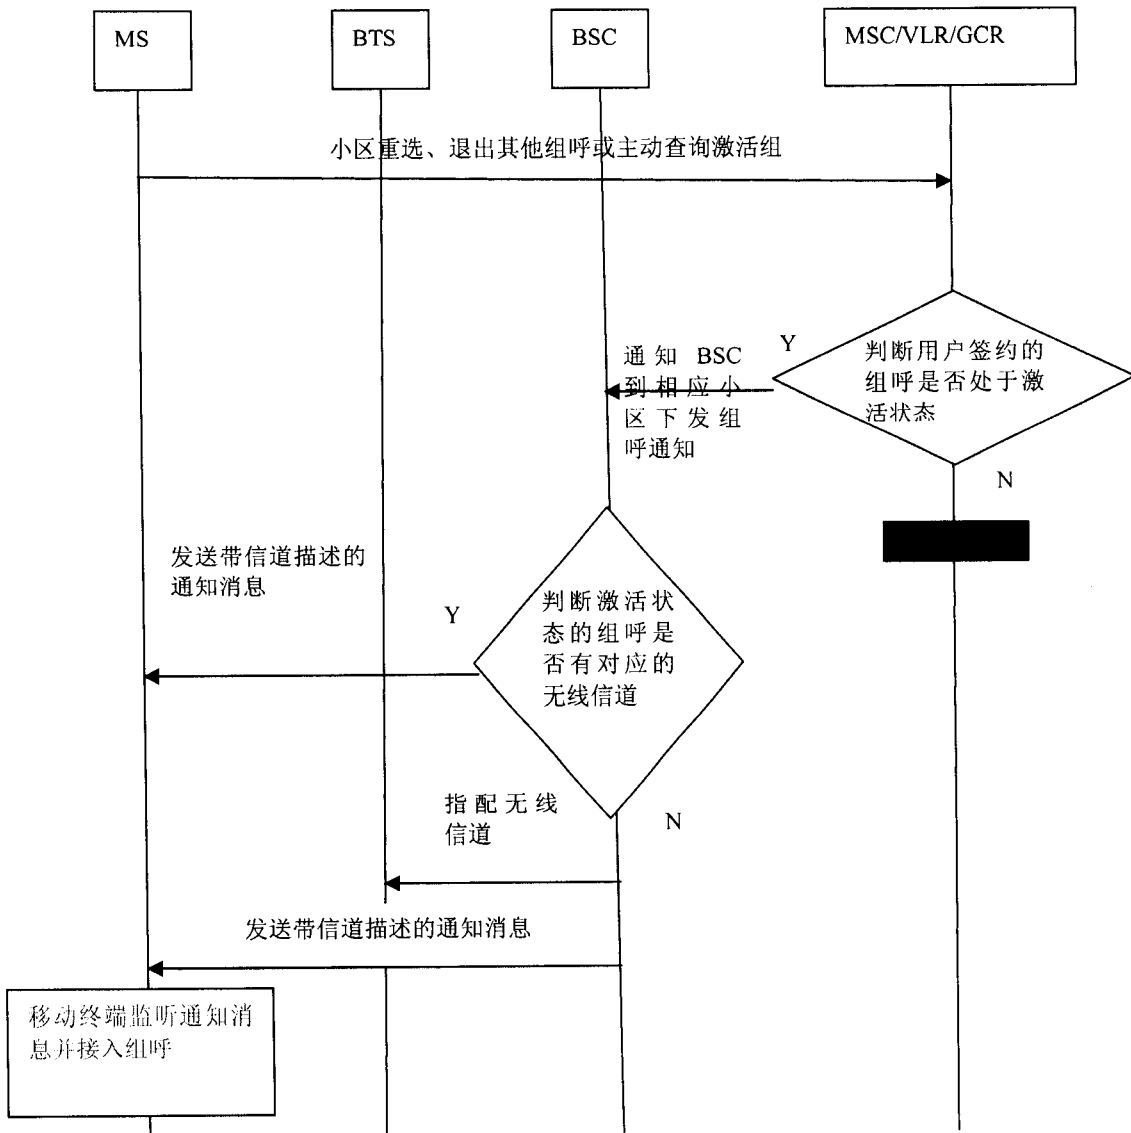 MS
BTS
BSC
MSC/VLR/GCR
小区重选、退出其他组呼或主动查询激活组
Y
判断用户签约的
组呼是否处于激
活状态
通知 BSC
到相应小
区下发组
呼通知
N
发送带信道描述的
通知消息
Y
判断激活状
态的组呼是
否有对应的
无线信道
指配无线
信道
N
发送带信道描述的通知消息
移动终端监听通知消
息并接入组呼